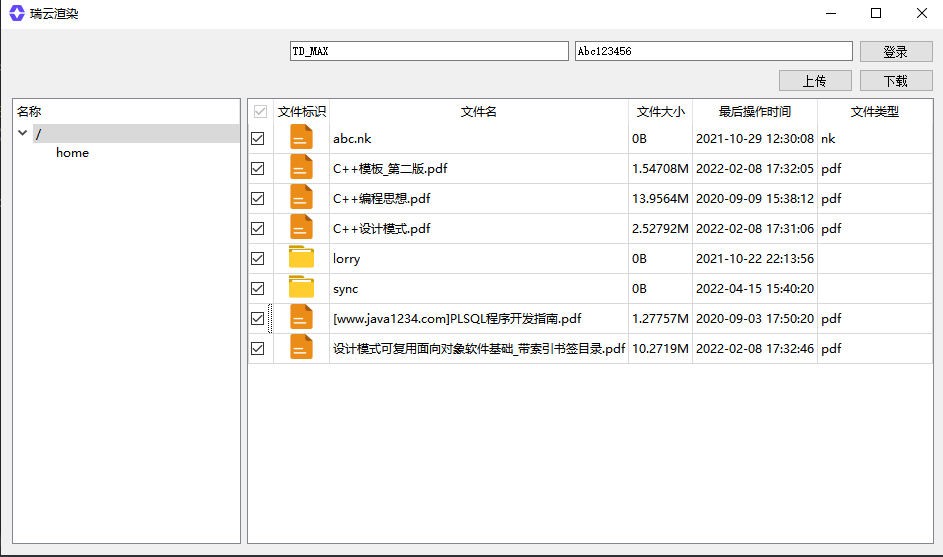 瑞云渲染
TD_MAX Abc123456 登录
上传 下载
名称
/
home
文件标识 文件名 文件大小 最后操作时间 文件类型
abc.nk 0B 2021-10-29 12:30:08 nk
C++模板_第二版.pdf 1.54708M 2022-02-08 17:32:05 pdf
C++编程思想.pdf 13.9564M 2020-09-09 15:38:12 pdf
C++设计模式.pdf 2.52792M 2022-02-08 17:31:06 pdf
lorry 0B 2021-10-22 22:13:56
sync 0B 2022-04-15 15:40:20
[www.java1234.com]PLSQL程序开发指南.pdf 1.27757M 2020-09-03 17:50:20 pdf
设计模式可复用面向对象软件基础_带索引书签目录.pdf 10.2719M 2022-02-08 17:32:46 pdf